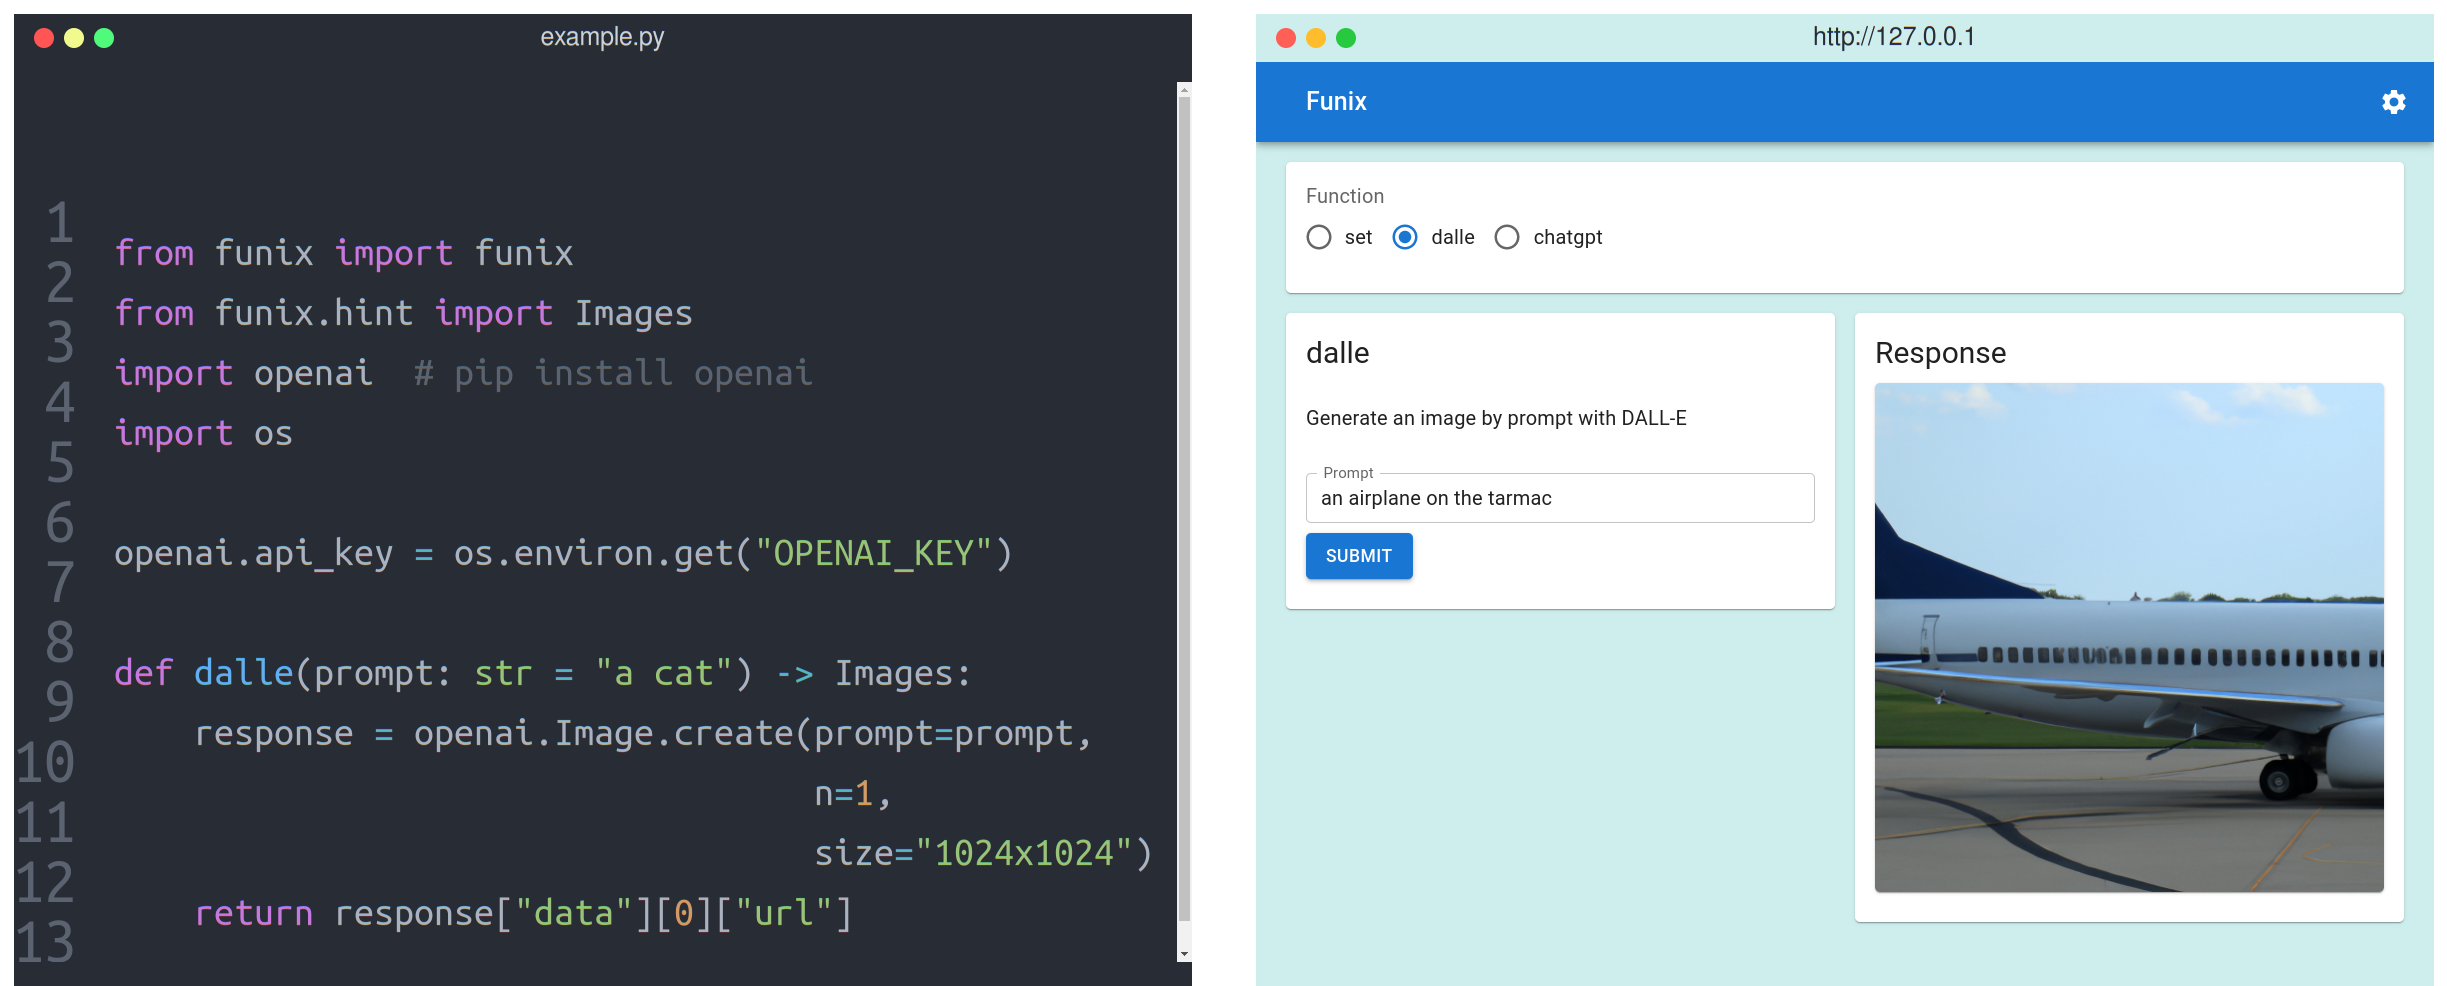 example.py
1
2
3
4
5
6
7
8
9
10
11
12
13
from funix import funix
from funix.hint import Images
import openai  # pip install openai
import os
openai.api_key = os.environ.get("OPENAI_KEY")
def dalle(prompt: str = "a cat") -> Images:
    response = openai.Image.create(prompt=prompt,
                                   n=1,
                                   size="1024x1024")
    return response["data"][0]["url"]
http://127.0.0.1
Funix
Function
set dalle chatgpt
dalle
Generate an image by prompt with DALL-E
Prompt
an airplane on the tarmac
SUBMIT
Response